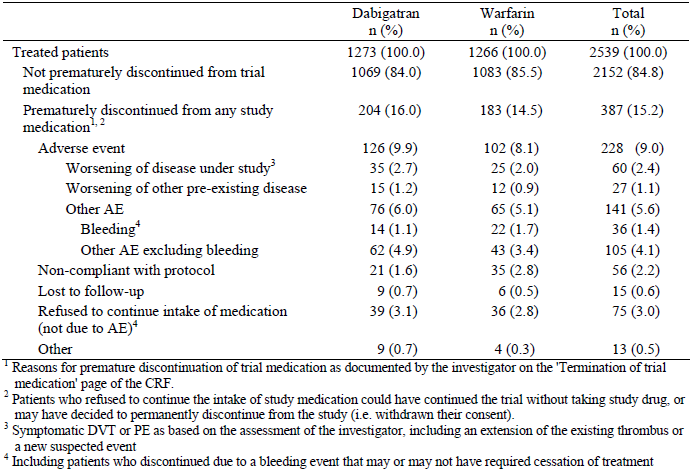 Dabigatran Warfarin Total
n (%) n (%) n (%)
Treated patients 1273 (100.0) 1266 (100.0) 2539 (100.0)
Not prematurely discontinued from trial 1069 (84.0) 1083 (85.5) 2152 (84.8)
medication
Prematurely discontinued from any study 204 (16.0) 183 (14.5) 387 (15.2)
medication1, 2
Adverse event 126 (9.9) 102 (8.1) 228 (9.0)
Worsening of disease under study3 35 (2.7) 25 (2.0) 60 (2.4)
Worsening of other pre-existing disease 15 (1.2) 12 (0.9) 27 (1.1)
Other AE 76 (6.0) 65 (5.1) 141 (5.6)
Bleeding4 14 (1.1) 22 (1.7) 36 (1.4)
Other AE excluding bleeding 62 (4.9) 43 (3.4) 105 (4.1)
Non-compliant with protocol 21 (1.6) 35 (2.8) 56 (2.2)
Lost to follow-up 9 (0.7) 6 (0.5) 15 (0.6)
Refused to continue intake of medication 39 (3.1) 36 (2.8) 75 (3.0)
(not due to AE)4
Other 9 (0.7) 4 (0.3) 13 (0.5)
1 Reasons for premature discontinuation of trial medication as documented by the investigator on the 'Termination of trial
medication' page of the CRF.
2 Patients who refused to continue the intake of study medication could have continued the trial without taking study drug, or
may have decided to permanently discontinue from the study (i.e. withdrawn their consent).
3 Symptomatic DVT or PE as based on the assessment of the investigator, including an extension of the existing thrombus or
a new suspected event
4 Including patients who discontinued due to a bleeding event that may or may not have required cessation of treatment